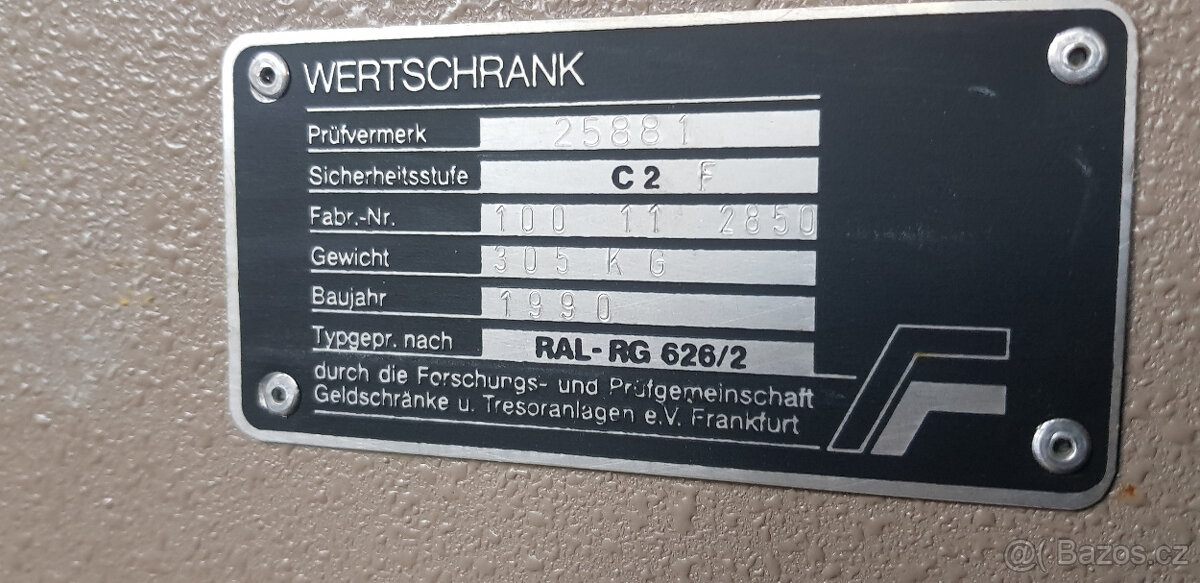 WERTSCHRANK
Prüfvermerk 25881
Sicherheitsstufe C 2 F
Fabr.-Nr. 100 11 2850
Gewicht 305 KG
Baujahr 1990
Typgepr. nach RAL-RG 626/2
durch die Forschungs- und Prüfgemeinschaft
Geldschränke u. Tresoranlagen e.V. Frankfurt
@( Bazos.cz